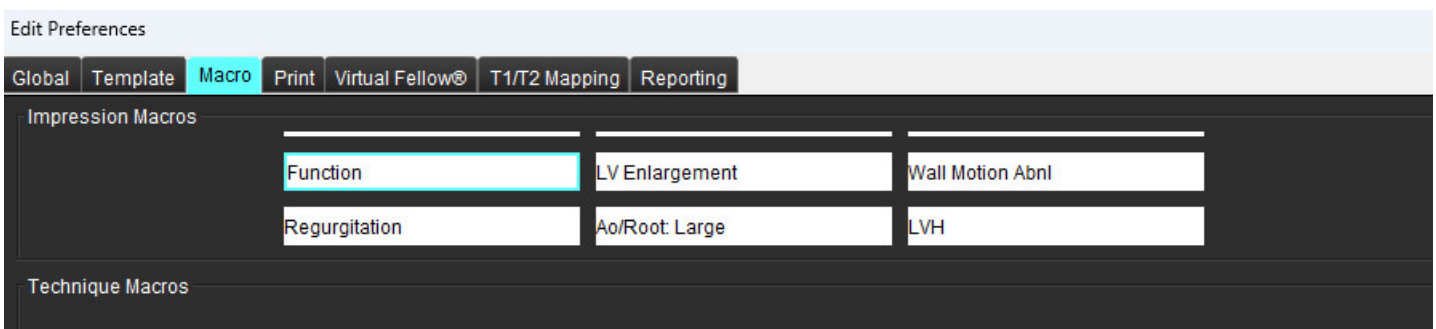 Edit Preferences
Global Template Macro Print Virtual Fellow® T1/T2 Mapping Reporting
Impression Macros
Function LV Enlargement Wall Motion Abnl
Regurgitation Ao/Root: Large LVH
Technique Macros